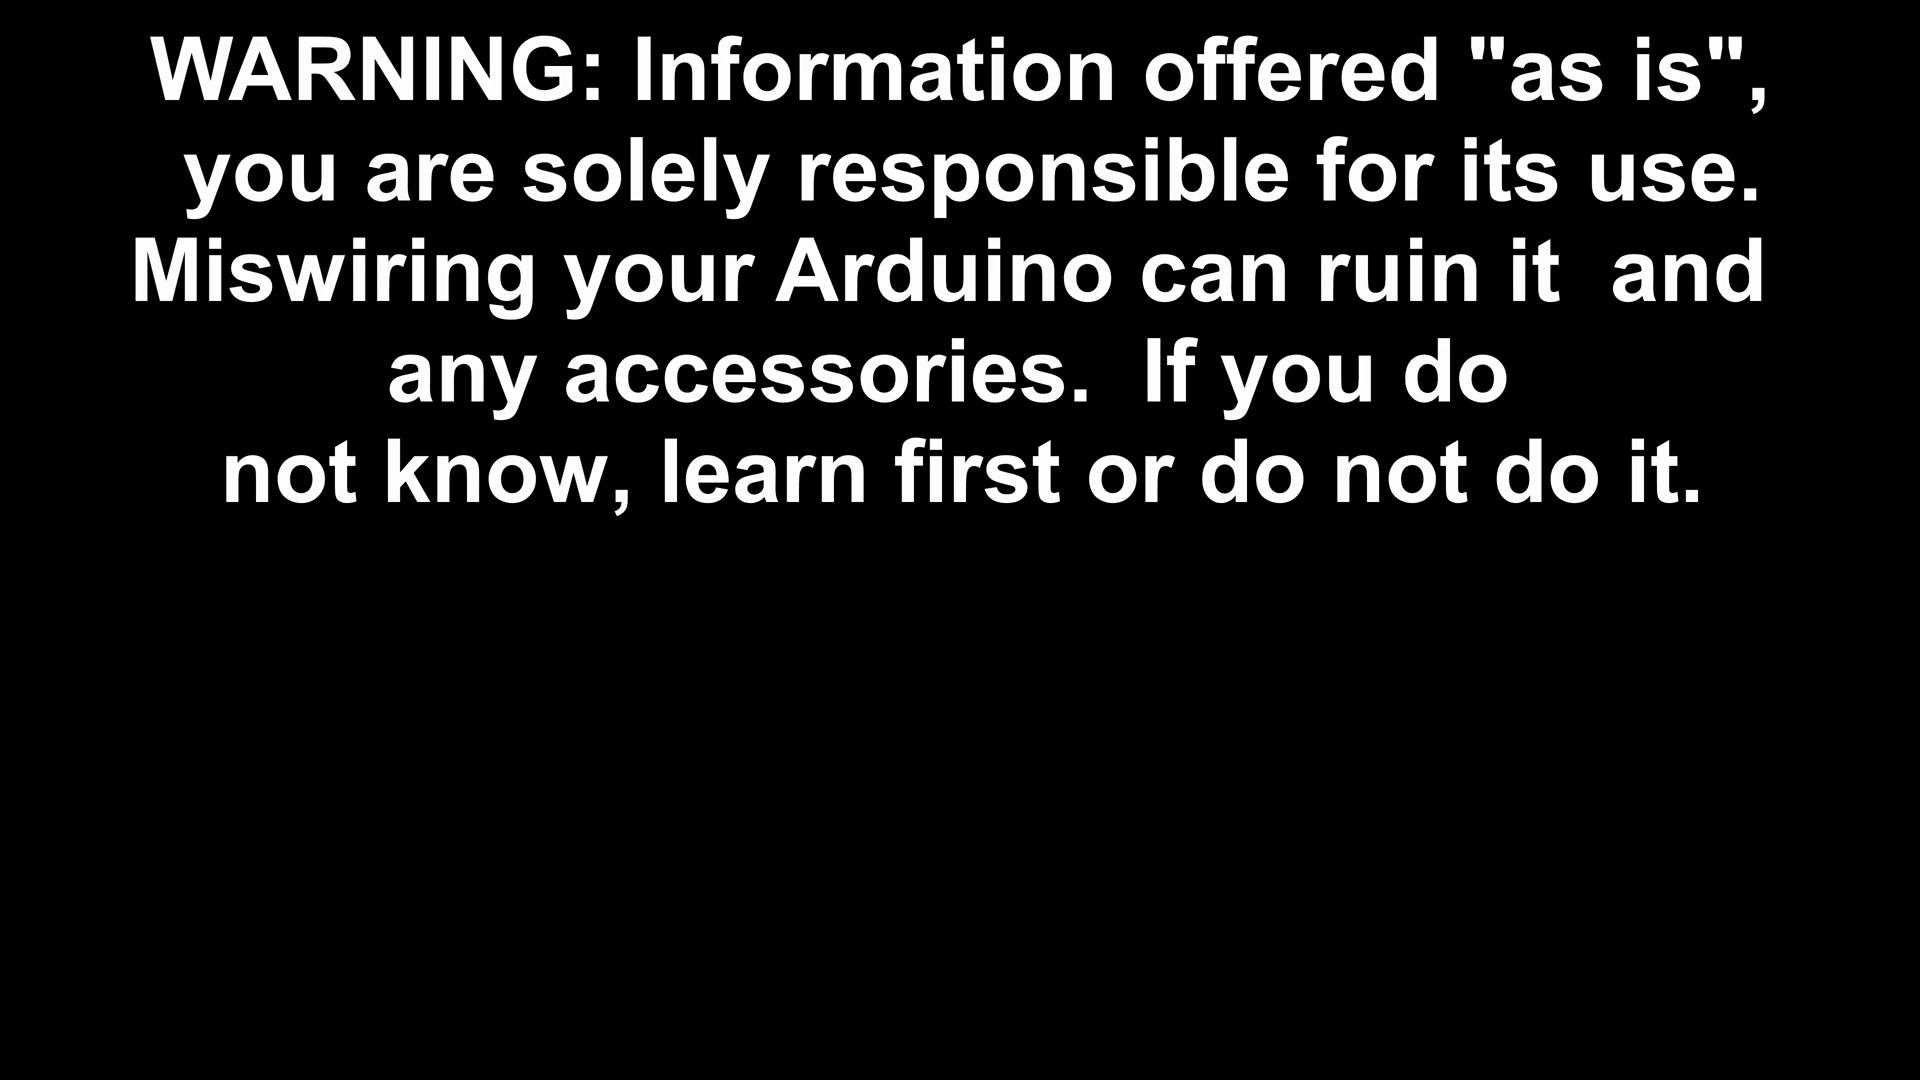 WARNING: Information offered "as is",
you are solely responsible for its use.
Miswiring your Arduino can ruin it  and
any accessories.  If you do
not know, learn first or do not do it.